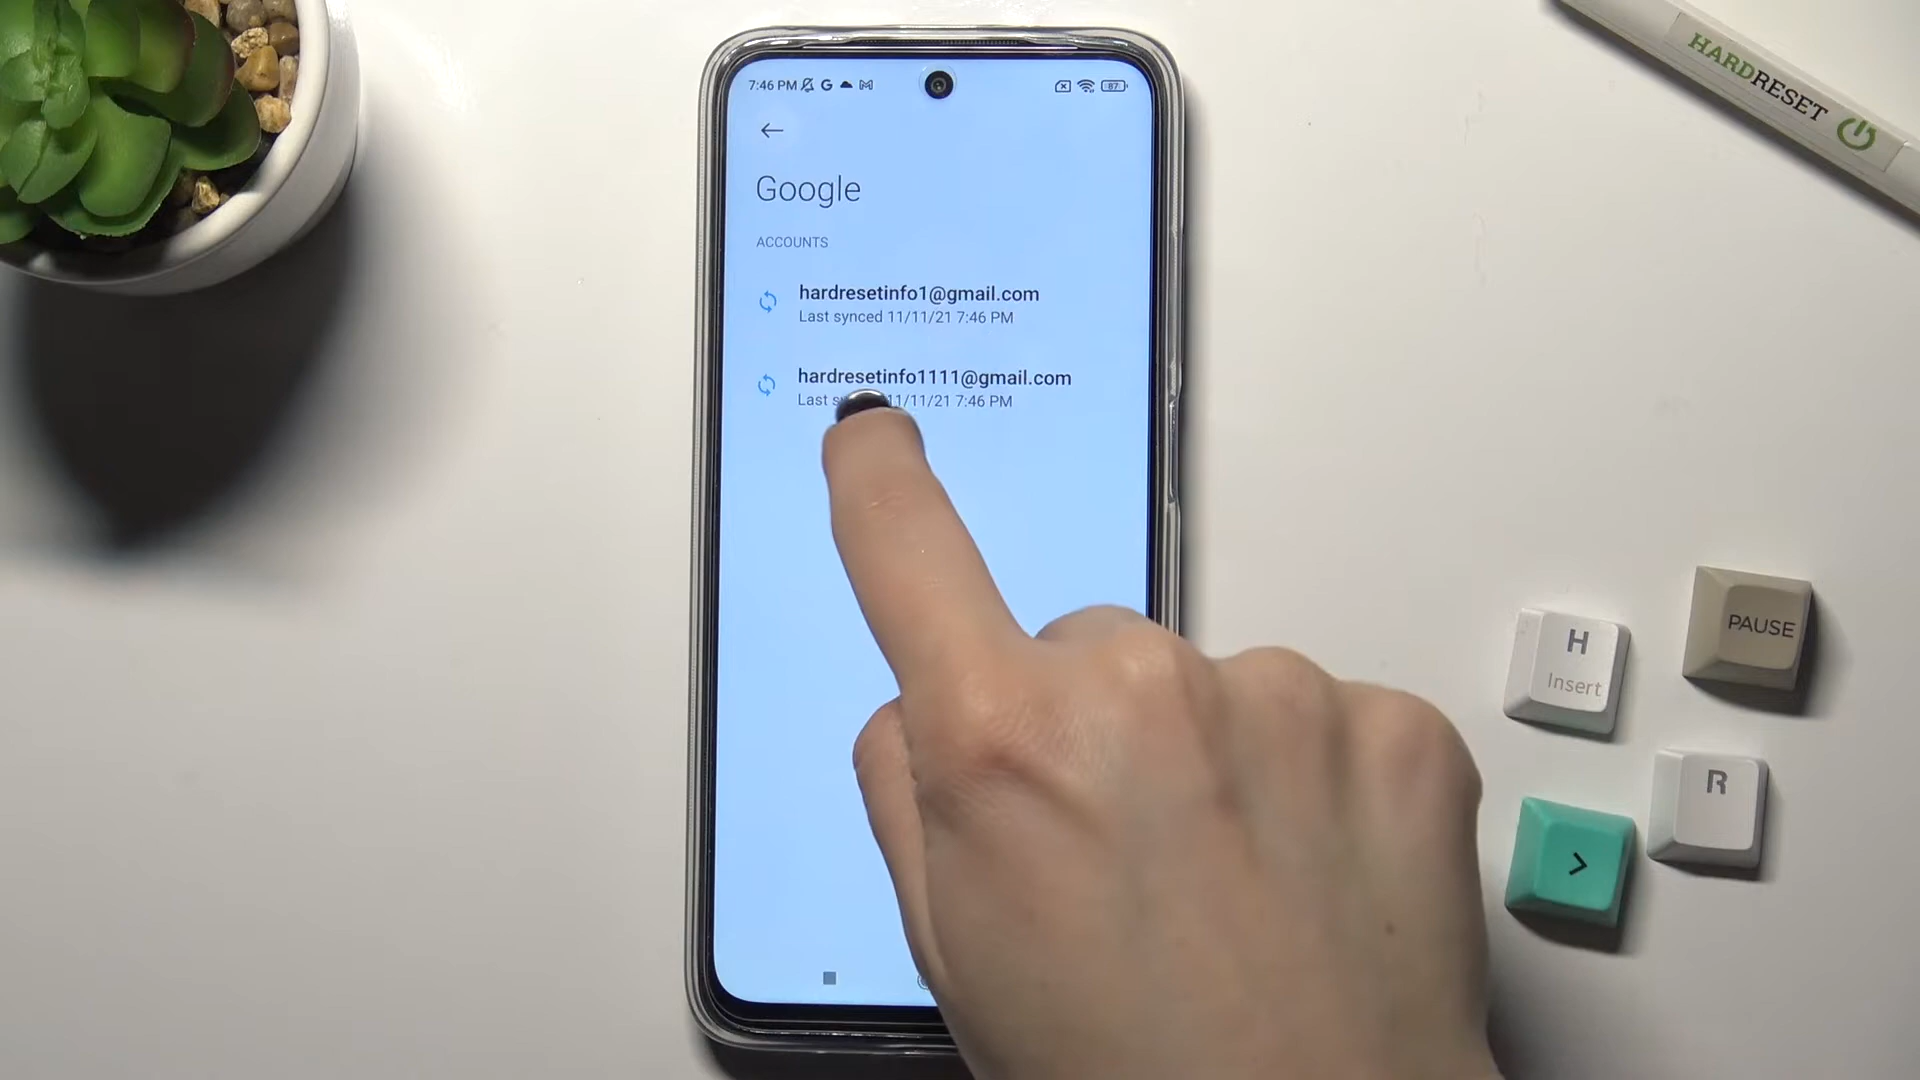 7:46 PM
87
Google
ACCOUNTS
hardresetinfo1@gmail.com
Last synced 11/11/21 7:46 PM
hardresetinfo1111@gmail.com
Last 11/11/21 7:46 PM
HARDRESET
PAUSE
H
Insert
R
>